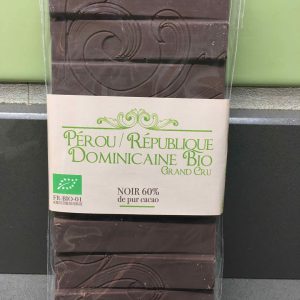 Pérou / République
Dominicaine Bio
Grand Cru
FR-BIO-01
NOIR 60%
de pur cacao